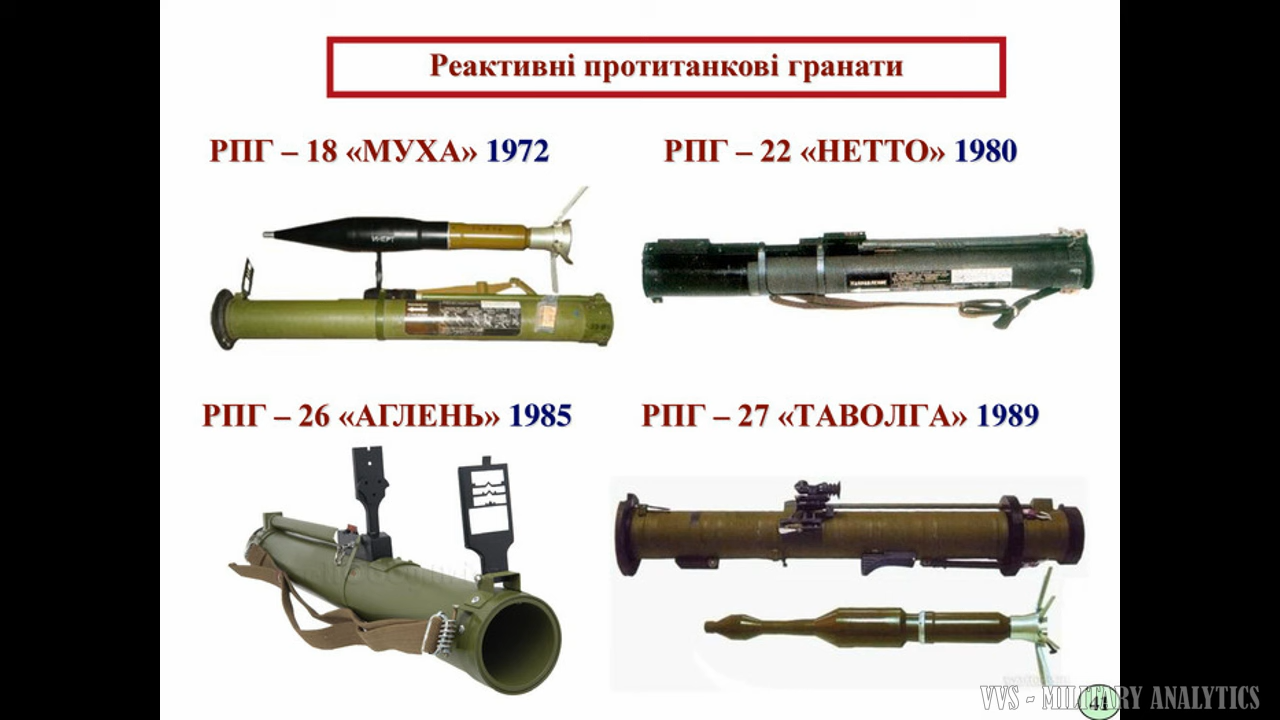 Реактивні протитанкові гранати
РПГ – 18 «МУХА» 1972
РПГ – 22 «НЕТТО» 1980
ИНЕРТ
РПГ – 26 «АГЛЕНЬ» 1985
РПГ – 27 «ТАВОЛГА» 1989
41
VVS - MILITARY ANALYTICS